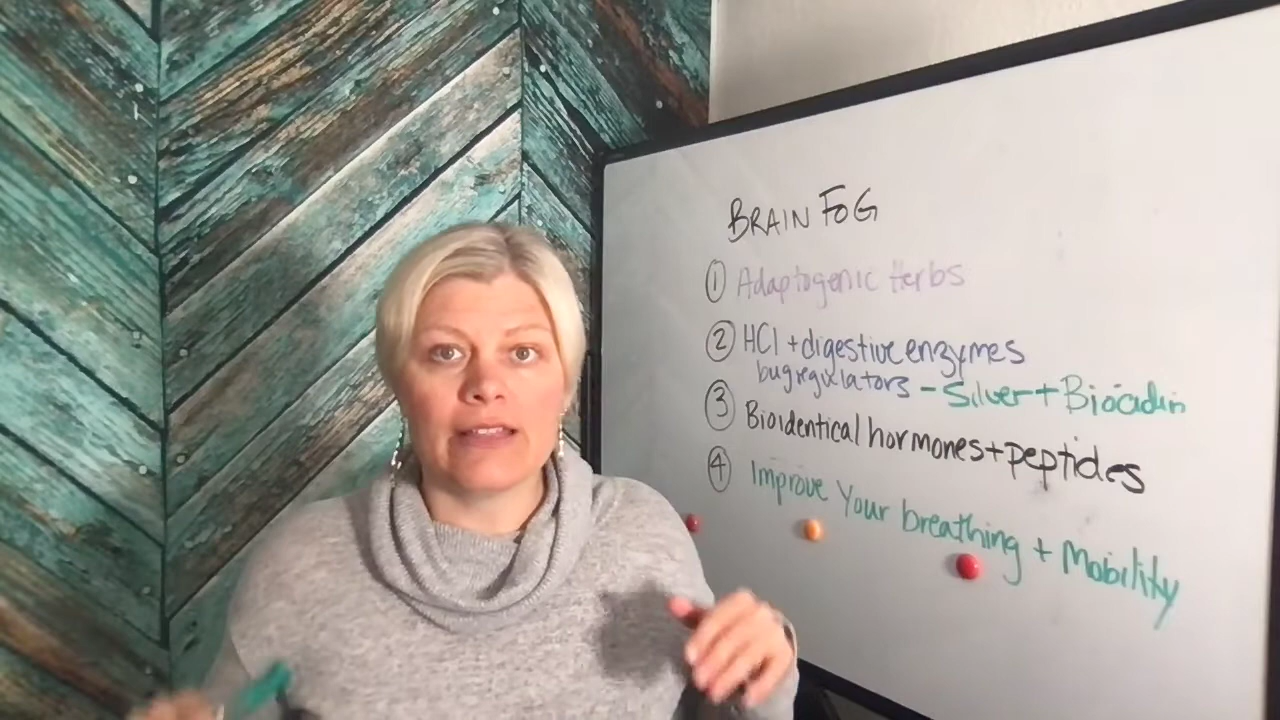 BRAIN FOG
① Adaptogenic Herbs
② HCl + digestive enzymes
bug regulators - Silver + Biocidin
③ Bioidentical hormones + peptides
④ Improve Your breathing + Mobility